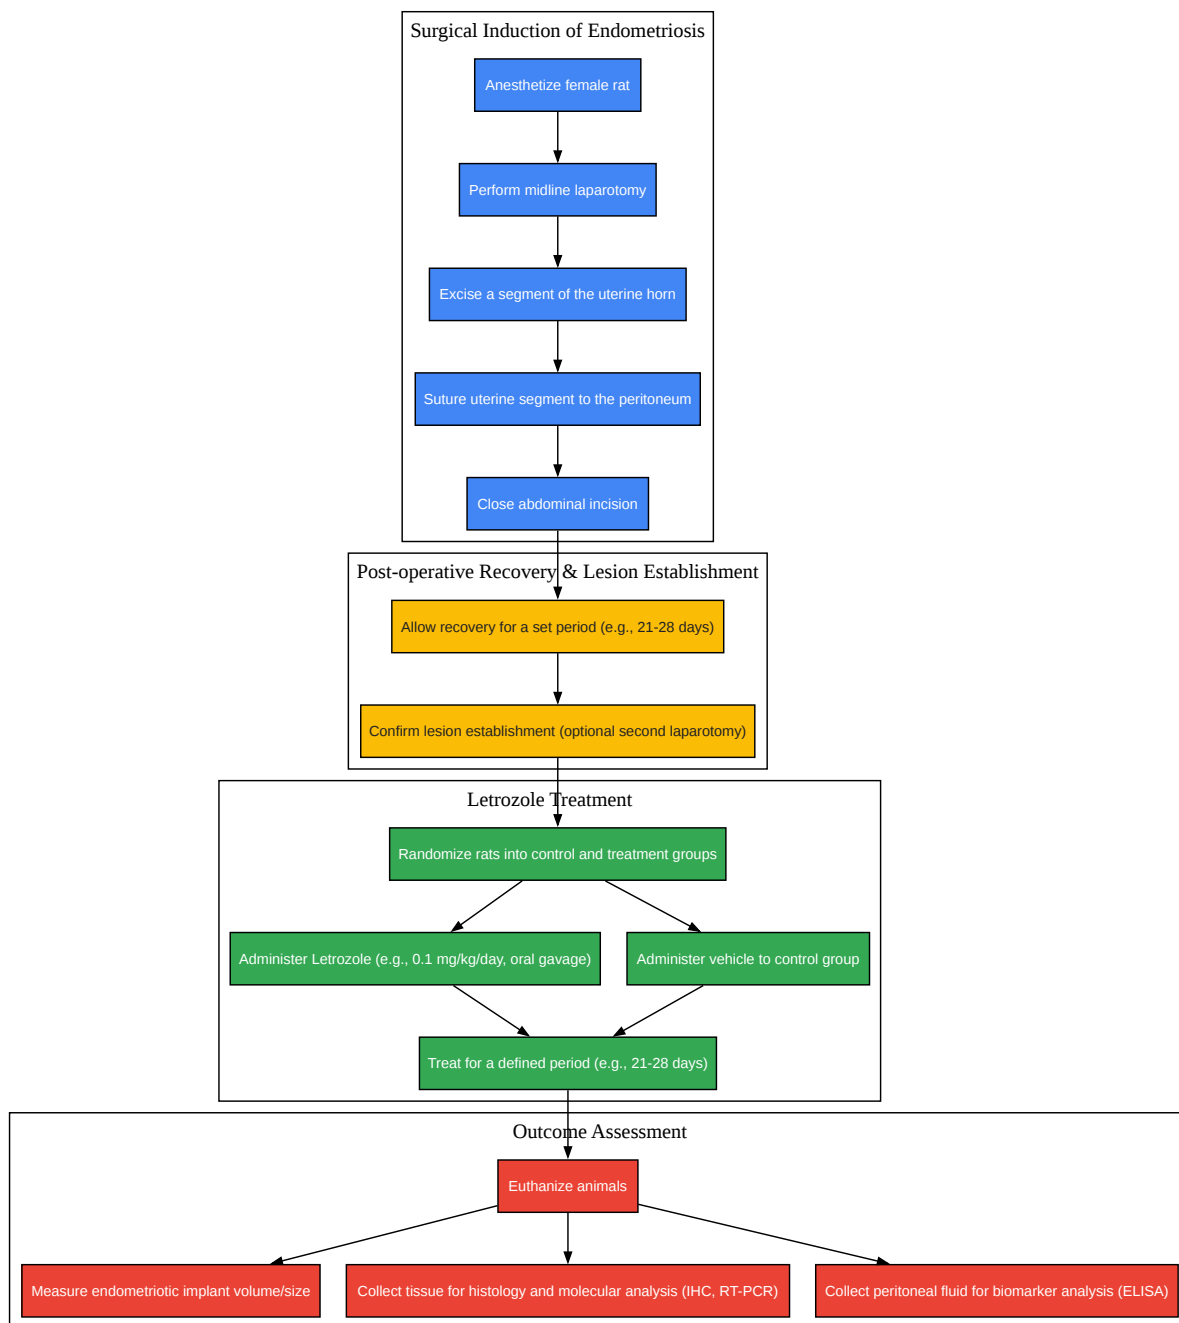 Surgical Induction of Endometriosis
Anesthetize female rat
Perform midline laparotomy
Excise a segment of the uterine horn
Suture uterine segment to the peritoneum
Close abdominal incision
Post-operative Recovery & Lesion Establishment
Allow recovery for a set period (e.g., 21-28 days)
Confirm lesion establishment (optional second laparotomy)
Letrozole Treatment
Randomize rats into control and treatment groups
Administer Letrozole (e.g., 0.1 mg/kg/day, oral gavage)
Administer vehicle to control group
Treat for a defined period (e.g., 21-28 days)
Outcome Assessment
Euthanize animals
Measure endometriotic implant volume/size
Collect tissue for histology and molecular analysis (IHC, RT-PCR)
Collect peritoneal fluid for biomarker analysis (ELISA)